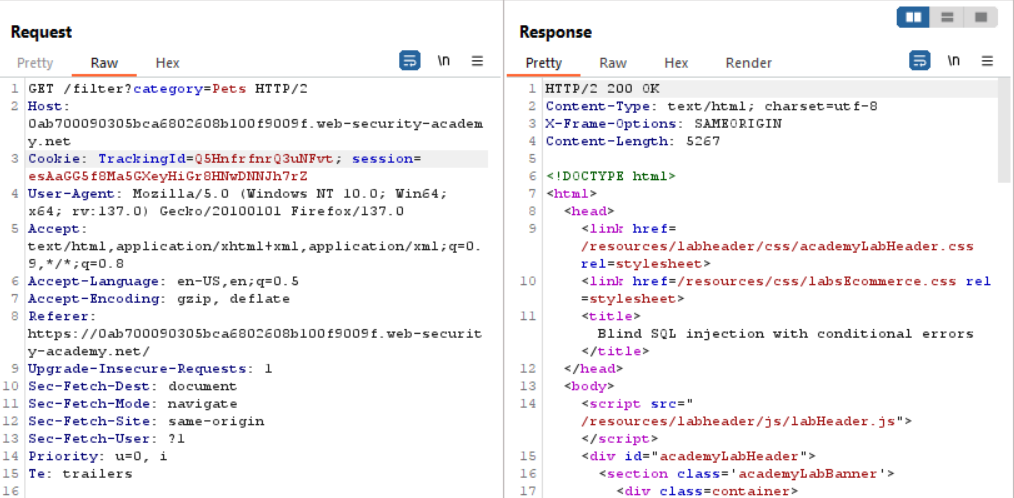 Request
Pretty Raw Hex \n
1 GET /filter?category=Pets HTTP/2
2 Host:
0ab700090305bca6802608b100f9009f.web-security-academ
y.net
3 Cookie: TrackingId=Q5HnfrfnrQ3uNFvt; session=
esAaGG5f8Ma5GXeyHiGr8HNwDNNJh7rZ
4 User-Agent: Mozilla/5.0 (Windows NT 10.0; Win64;
x64; rv:137.0) Gecko/20100101 Firefox/137.0
5 Accept:
text/html,application/xhtml+xml,application/xml;q=0.
9,*/*;q=0.8
6 Accept-Language: en-US,en;q=0.5
7 Accept-Encoding: gzip, deflate
8 Referer:
https://0ab700090305bca6802608b100f9009f.web-securit
y-academy.net/
9 Upgrade-Insecure-Requests: 1
10 Sec-Fetch-Dest: document
11 Sec-Fetch-Mode: navigate
12 Sec-Fetch-Site: same-origin
13 Sec-Fetch-User: ?1
14 Priority: u=0, i
15 Te: trailers
16
Response
Pretty Raw Hex Render \n
1 HTTP/2 200 OK
2 Content-Type: text/html; charset=utf-8
3 X-Frame-Options: SAMEORIGIN
4 Content-Length: 5267
5
6 <!DOCTYPE html>
7 <html>
8 <head>
9 <link href=
/resources/labheader/css/academyLabHeader.css
rel=stylesheet>
10 <link href=/resources/css/labsEcommerce.css rel
=stylesheet>
11 <title>
Blind SQL injection with conditional errors
</title>
12 </head>
13 <body>
14 <script src="
/resources/labheader/js/labHeader.js">
</script>
15 <div id="academyLabHeader">
16 <section class='academyLabBanner'>
17 <div class=container>